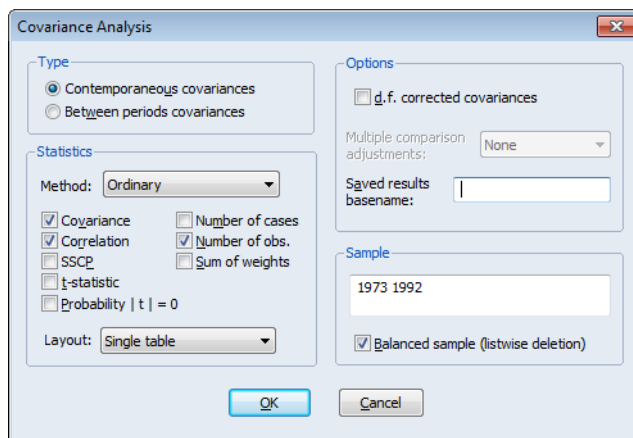 Covariance Analysis
Type
Contemporaneous covariances
Between periods covariances
Statistics
Method: Ordinary
Covariance
Number of cases
Correlation
Number of obs.
SSCP
Sum of weights
t-statistic
Probability | t | = 0
Layout: Single table
Options
d.f. corrected covariances
Multiple comparison
adjustments: None
Saved results
basename:
Sample
1973 1992
Balanced sample (listwise deletion)
OK
Cancel